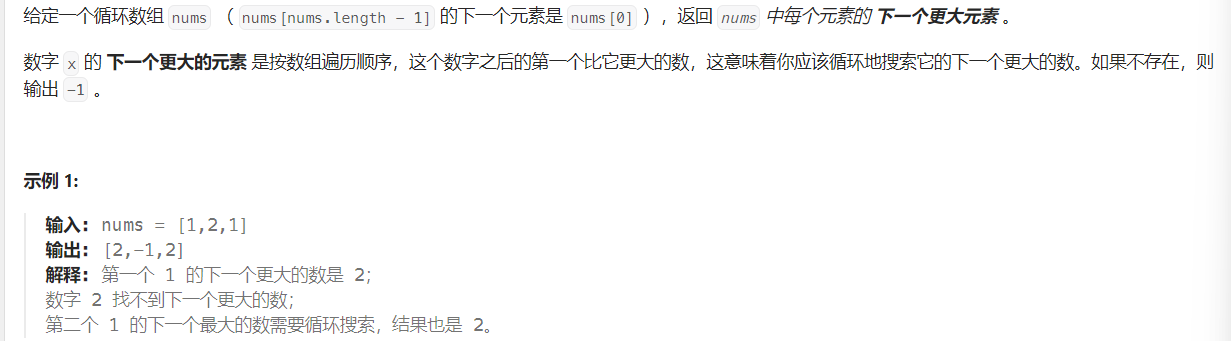 给定一个循环数组 nums （ nums[nums.length - 1] 的下一个元素是 nums[0] ），返回 nums 中每个元素的 下一个更大元素 。
数字 x 的 下一个更大的元素 是按数组遍历顺序，这个数字之后的第一个比它更大的数，这意味着你应该循环地搜索它的下一个更大的数。如果不存在，则
输出 -1 。
示例 1:
输入: nums = [1,2,1]
输出: [2,-1,2]
解释: 第一个 1 的下一个更大的数是 2；
数字 2 找不到下一个更大的数；
第二个 1 的下一个最大的数需要循环搜索，结果也是 2。